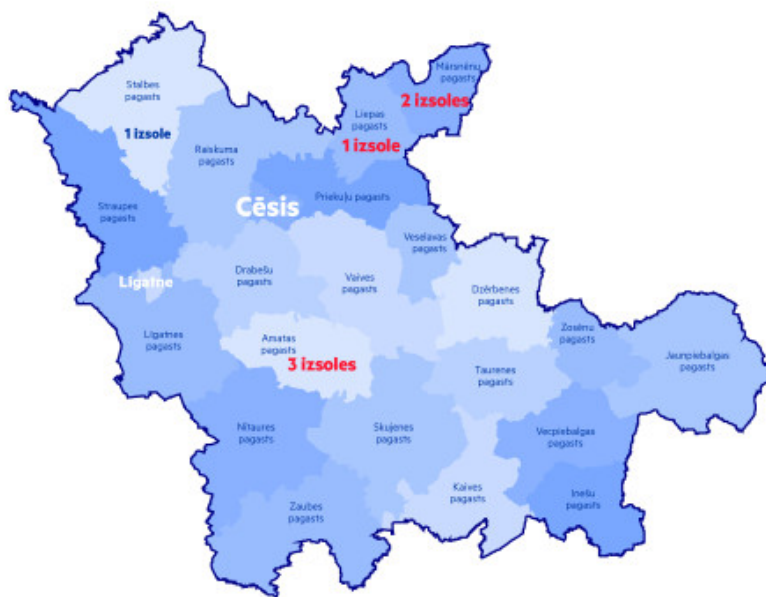 Mārsnēnu
pagasts
2 izsoles
Stalbes
pagasts
1 izsole
Liepas
pagasts
1 izsole
Raiskuma
pagasts
Priekuļu pagasts
Cēsis
Straupes
pagasts
Veselavas
pagasts
Līgatne
Drabešu
pagasts
Vaives
pagasts
Dzērbenes
pagasts
Līgatnes
pagasts
Amatas
pagasts
3 izsoles
Zosēnu
pagasts
Jaunpiebalgas
pagasts
Taurenes
pagasts
Nītaures
pagasts
Skujenes
pagasts
Vecpiebalgas
pagasts
Kaives
pagasts
Inešu
pagasts
Zaubes
pagasts